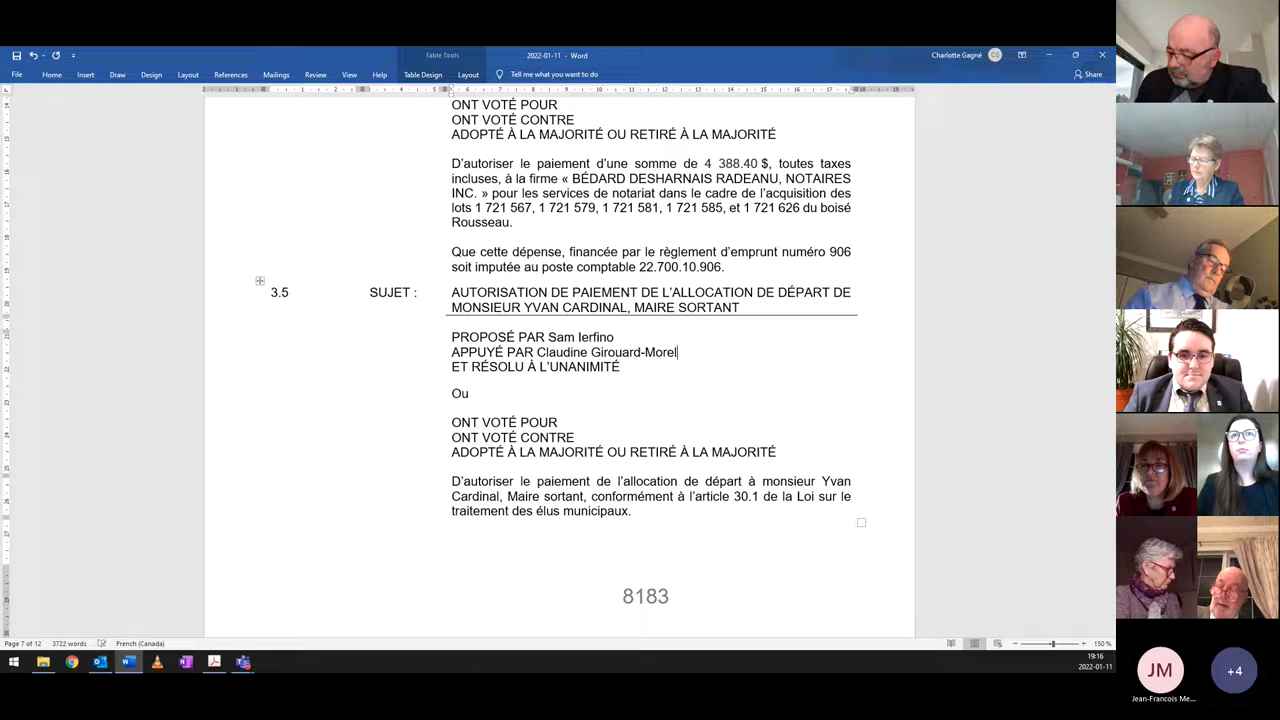 Table Tools
2022-01-11 - Word
Charlotte Gagné
CG
File Home Insert Draw Design Layout References Mailings Review View Help Table Design Layout Tell me what you want to do Share
ONT VOTÉ POUR
ONT VOTÉ CONTRE
ADOPTÉ À LA MAJORITÉ OU RETIRÉ À LA MAJORITÉ
D'autoriser le paiement d'une somme de 4 388.40 $, toutes taxes
incluses, à la firme « BÉDARD DESHARNAIS RADEANU, NOTAIRES
INC. » pour les services de notariat dans le cadre de l'acquisition des
lots 1 721 567, 1 721 579, 1 721 581, 1 721 585, et 1 721 626 du boisé
Rousseau.
Que cette dépense, financée par le règlement d'emprunt numéro 906
soit imputée au poste comptable 22.700.10.906.
3.5 SUJET : AUTORISATION DE PAIEMENT DE L'ALLOCATION DE DÉPART DE
MONSIEUR YVAN CARDINAL, MAIRE SORTANT
PROPOSÉ PAR Sam Ierfino
APPUYÉ PAR Claudine Girouard-Morel
ET RÉSOLU À L'UNANIMITÉ
Ou
ONT VOTÉ POUR
ONT VOTÉ CONTRE
ADOPTÉ À LA MAJORITÉ OU RETIRÉ À LA MAJORITÉ
D'autoriser le paiement de l'allocation de départ à monsieur Yvan
Cardinal, Maire sortant, conformément à l'article 30.1 de la Loi sur le
traitement des élus municipaux.
8183
Page 7 of 12 3722 words French (Canada) 150 %
19:16
2022-01-11
JM
+4
Jean-Francois Me...